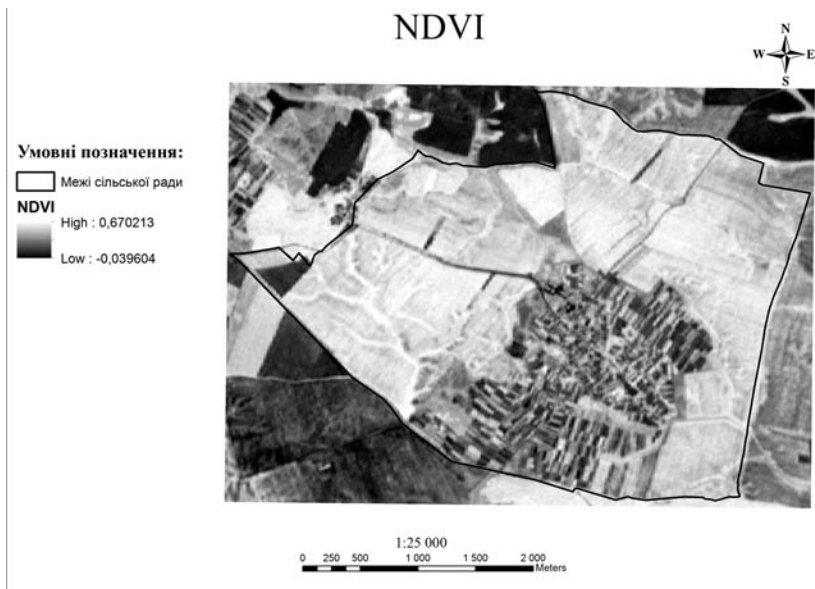 NDVI
N
W E
S
Умовні позначення:
Межі сільської ради
NDVI
High : 0,670213
Low : -0,039604
1:25 000
0 250 500 1 000 1 500 2 000
Meters